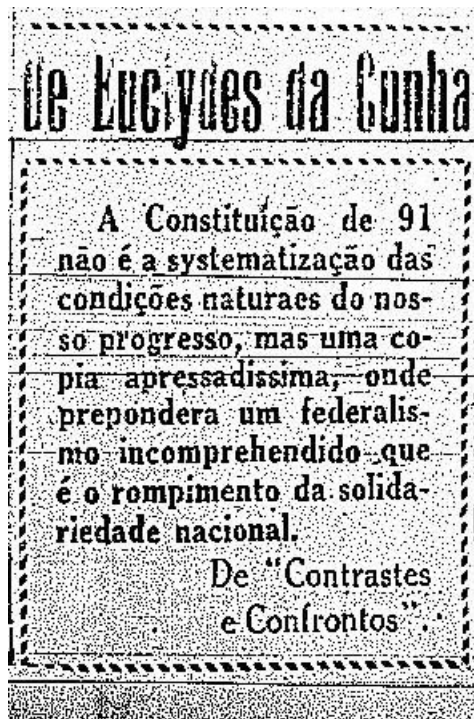 de Euclydes da Cunha
A Constituição de 91
não é a systematização das
condições naturaes do nos-
so progresso, mas uma co-
pia apressadissima, onde
prepondera um federalis-
mo incomprehendido que
é o rompimento da solida-
riedade nacional.
De "Contrastes
e Confrontos".